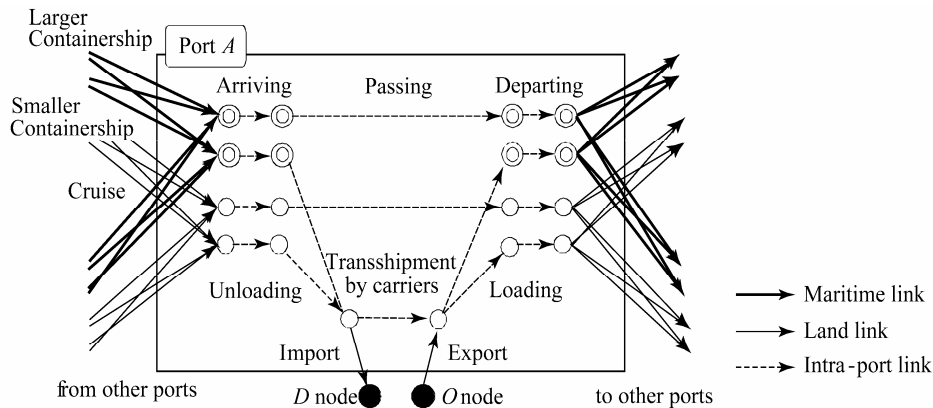 Larger
Containership
Port A
Arriving
Passing
Departing
Smaller
Containership
Cruise
Transshipment
by carriers
Unloading
Loading
Maritime link
Land link
Import
Export
Intra-port link
from other ports
D node
O node
to other ports